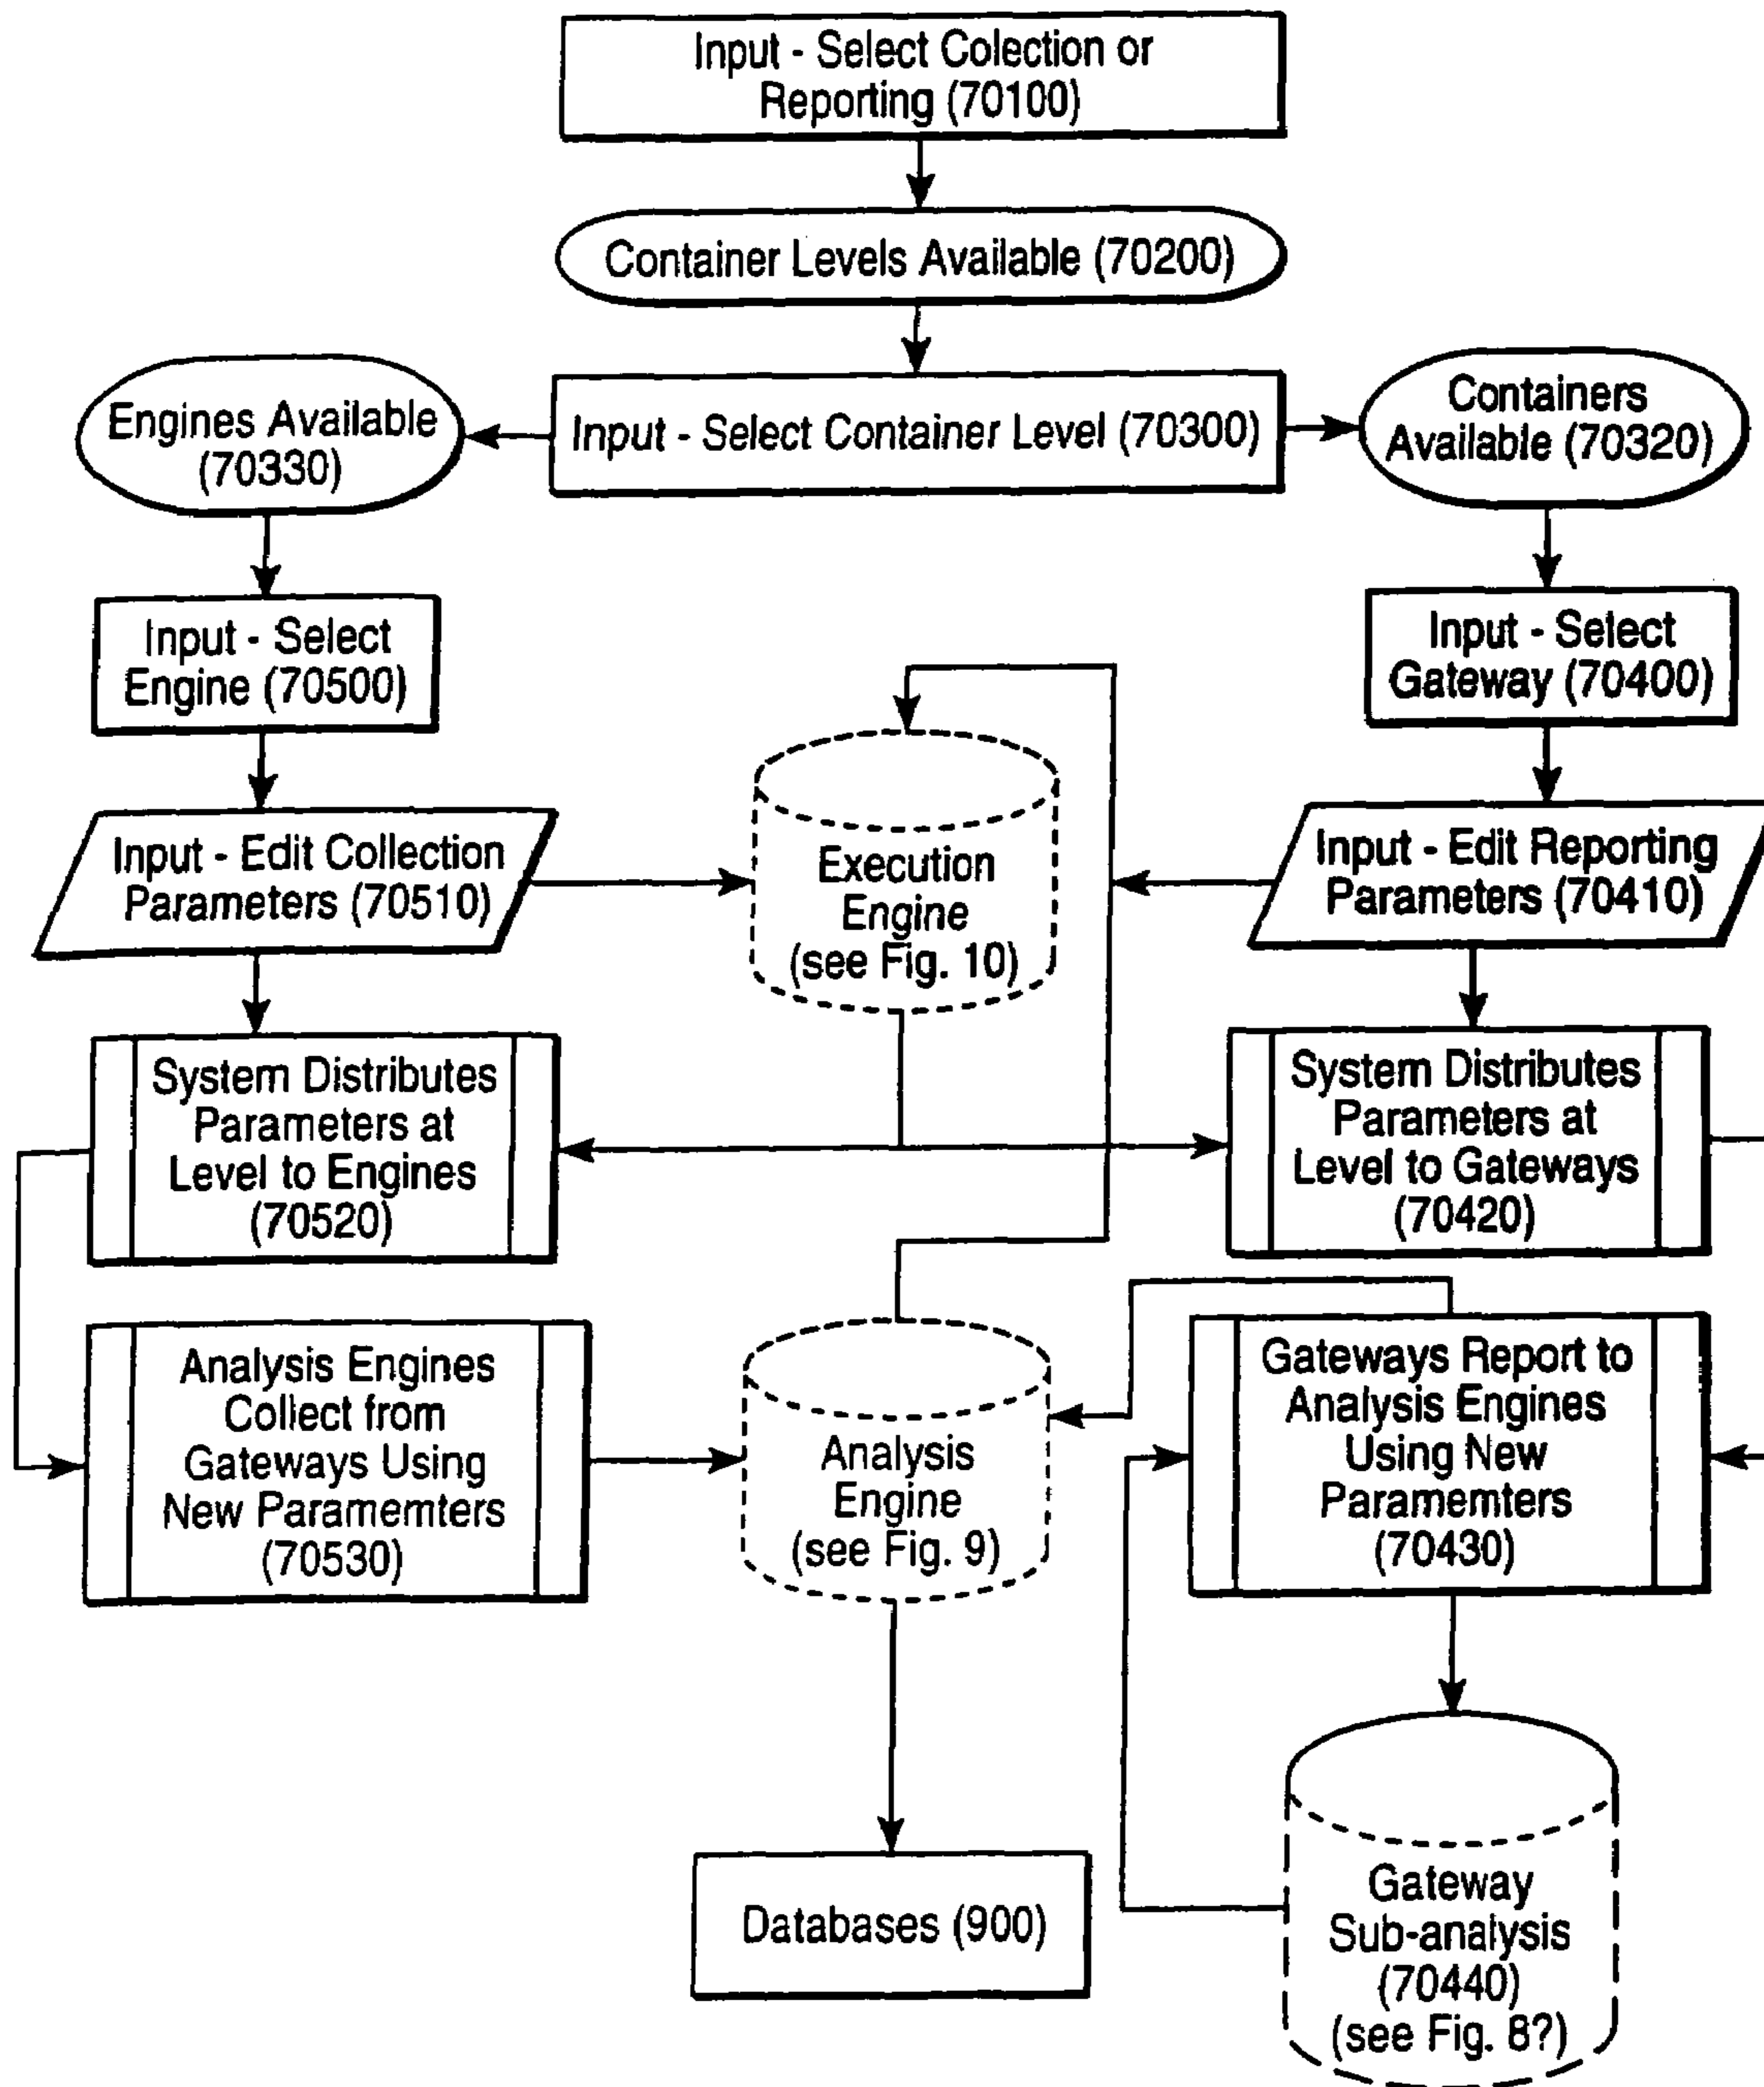 Input - Select Colection or
Reporting (70100)
Container Levels Available (70200)
Engines Available
(70330)
Input - Select Container Level (70300)
Containers
Available (70320)
Input - Select
Engine (70500)
Input - Select
Gateway (70400)
Input - Edit Collection
Parameters (70510)
Execution
Engine
(see Fig. 10)
Input - Edit Reporting
Parameters (70410)
System Distributes
Parameters at
Level to Engines
(70520)
System Distributes
Parameters at
Level to Gateways
(70420)
Analysis Engines
Collect from
Gateways Using
New Paramemters
(70530)
Analysis
Engine
(see Fig. 9)
Gateways Report to
Analysis Engines
Using New
Paramemters
(70430)
Databases (900)
Gateway
Sub-analysis
(70440)
(see Fig. 8?)